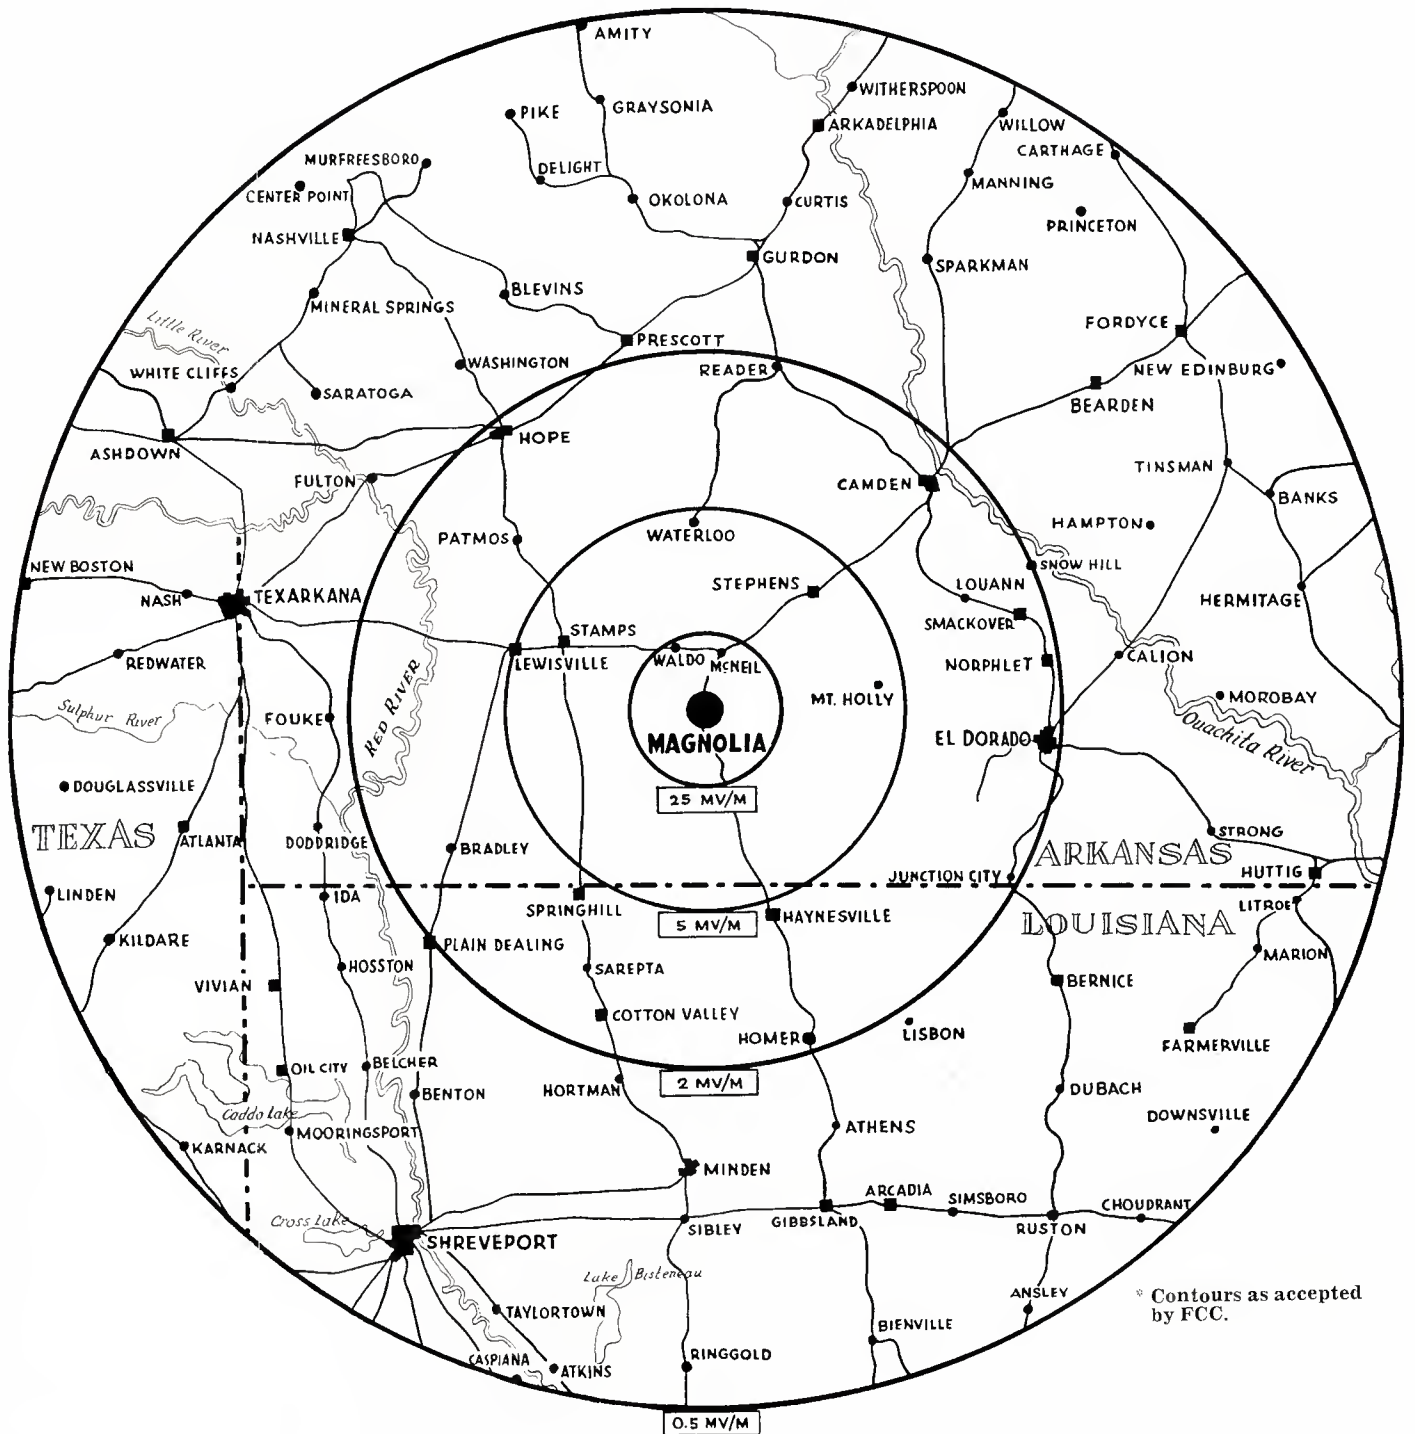 AMITY
WITHERSPOON
PIKE
GRAYSONIA
WILLOW
ARKADELPHIA
CARTHAGE
MURFREESBORO
DELIGHT
MANNING
CENTER POINT
OKOLONA
CURTIS
PRINCETON
NASHVILLE
GURDON
SPARKMAN
BLEVINS
MINERAL SPRINGS
Little River
FORDYCE
PRESCOTT
WASHINGTON
READER
NEW EDINBURG
WHITE CLIFFS
SARATOGA
BEARDEN
HOPE
ASHDOWN
TINSMAN
FULTON
CAMDEN
BANKS
HAMPTON
PATMOS
WATERLOO
NEW BOSTON
SNOW HILL
STEPHENS
LOUANN
NASH
TEXARKANA
HERMITAGE
SMACKOVER
STAMPS
REDWATER
LEWISVILLE
WALDO
McNEIL
NORPHLET
CALION
MT. HOLLY
MOROBAY
Sulphur River
FOUKE
RED RIVER
MAGNOLIA
EL DORADO
Ouachita River
DOUGLASSVILLE
25 MV/M
TEXAS
ATLANTA
DODDRIDGE
BRADLEY
STRONG
ARKANSAS
JUNCTION CITY
HUTTIG
LINDEN
IDA
SPRINGHILL
5 MV/M
HAYNESVILLE
LITROE
LOUISIANA
KILDARE
PLAIN DEALING
MARION
HOSSTON
SAREPTA
VIVIAN
BERNICE
COTTON VALLEY
HOMER
LISBON
FARMERVILLE
OIL CITY
BELCHER
2 MV/M
HORTMAN
BENTON
DUBACH
Caddo Lake
DOWNSVILLE
MOORINGSPORT
ATHENS
KARNACK
MINDEN
ARCADIA
SIMSBORO
CHOUDRANT
Cross Lake
SIBLEY
GIBBSLAND
RUSTON
SHREVEPORT
Lake Bisteneau
ANSLEY
* Contours as accepted
by FCC.
TAYLORTOWN
BIENVILLE
CASPIANA
RINGGOLD
ATKINS
0.5 MV/M